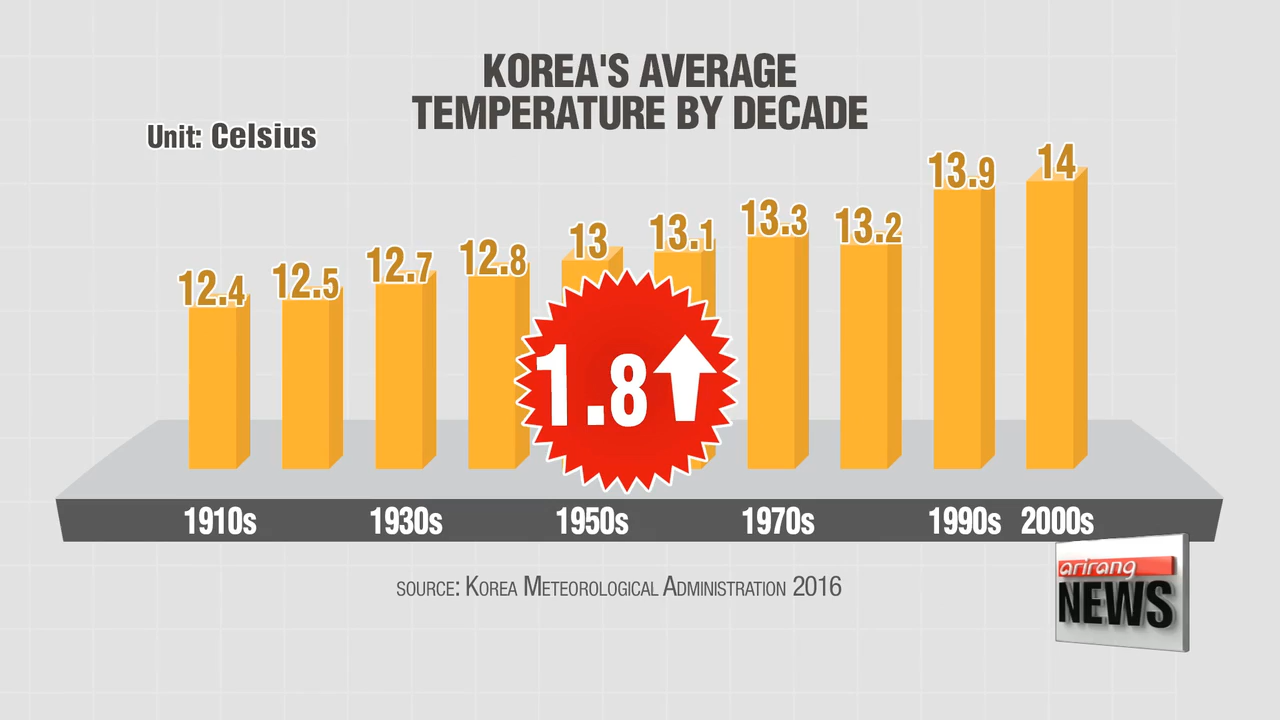 KOREA'S AVERAGE
TEMPERATURE BY DECADE
Unit: Celsius
12.4 12.5 12.7 12.8 13 13.1 13.3 13.2 13.9 14
1.8
1910s 1930s 1950s 1970s 1990s 2000s
SOURCE: KOREA METEOROLOGICAL ADMINISTRATION 2016
arirang
NEWS